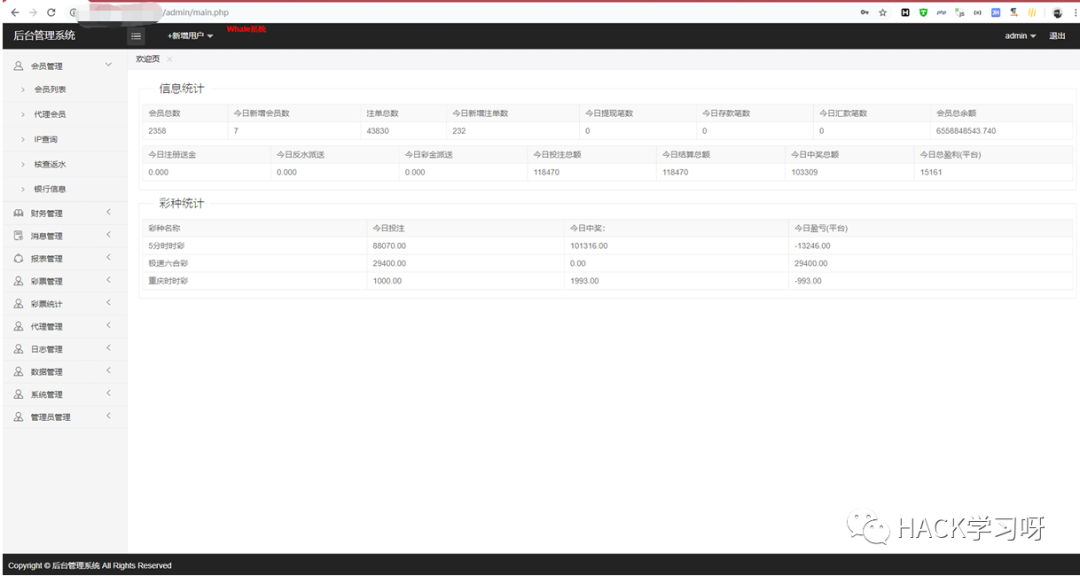 /admin/main.php
后台管理系统 +新增用户 Whale系统 admin 退出
会员管理 欢迎页
会员列表
代理会员
IP查询
核查返水
银行信息
财务管理
消息管理
报表管理
彩票管理
彩票统计
代理管理
日志管理
数据管理
系统管理
管理员管理
信息统计
会员总数 今日新增会员数 注单总数 今日新增注单数 今日提现笔数 今日存款笔数 今日汇款笔数 会员总余额
2358 7 43830 232 0 0 0 6558848543.740
今日注册送金 今日反水派送 今日彩金派送 今日投注总额 今日结算总额 今日中奖总额 今日总盈利(平台)
0.000 0.000 0.000 118470 118470 103309 15161
彩种统计
彩种名称 今日投注 今日中奖: 今日盈亏(平台)
5分时时彩 88070.00 101316.00 -13246.00
极速六合彩 29400.00 0.00 29400.00
重庆时时彩 1000.00 1993.00 -993.00
HACK学习呀
Copyright © 后台管理系统 All Rights Reserved